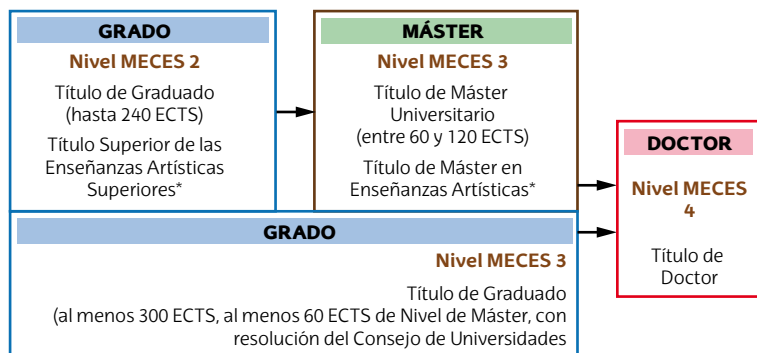 GRADO
Nivel MECES 2
Título de Graduado
(hasta 240 ECTS)
Título Superior de las
Enseñanzas Artísticas
Superiores*
MÁSTER
Nivel MECES 3
Título de Máster
Universitario
(entre 60 y 120 ECTS)
Título de Máster en
Enseñanzas Artísticas*
GRADO
Nivel MECES 3
Título de Graduado
(al menos 300 ECTS, al menos 60 ECTS de Nivel de Máster, con
resolución del Consejo de Universidades
DOCTOR
Nivel MECES
4
Título de
Doctor